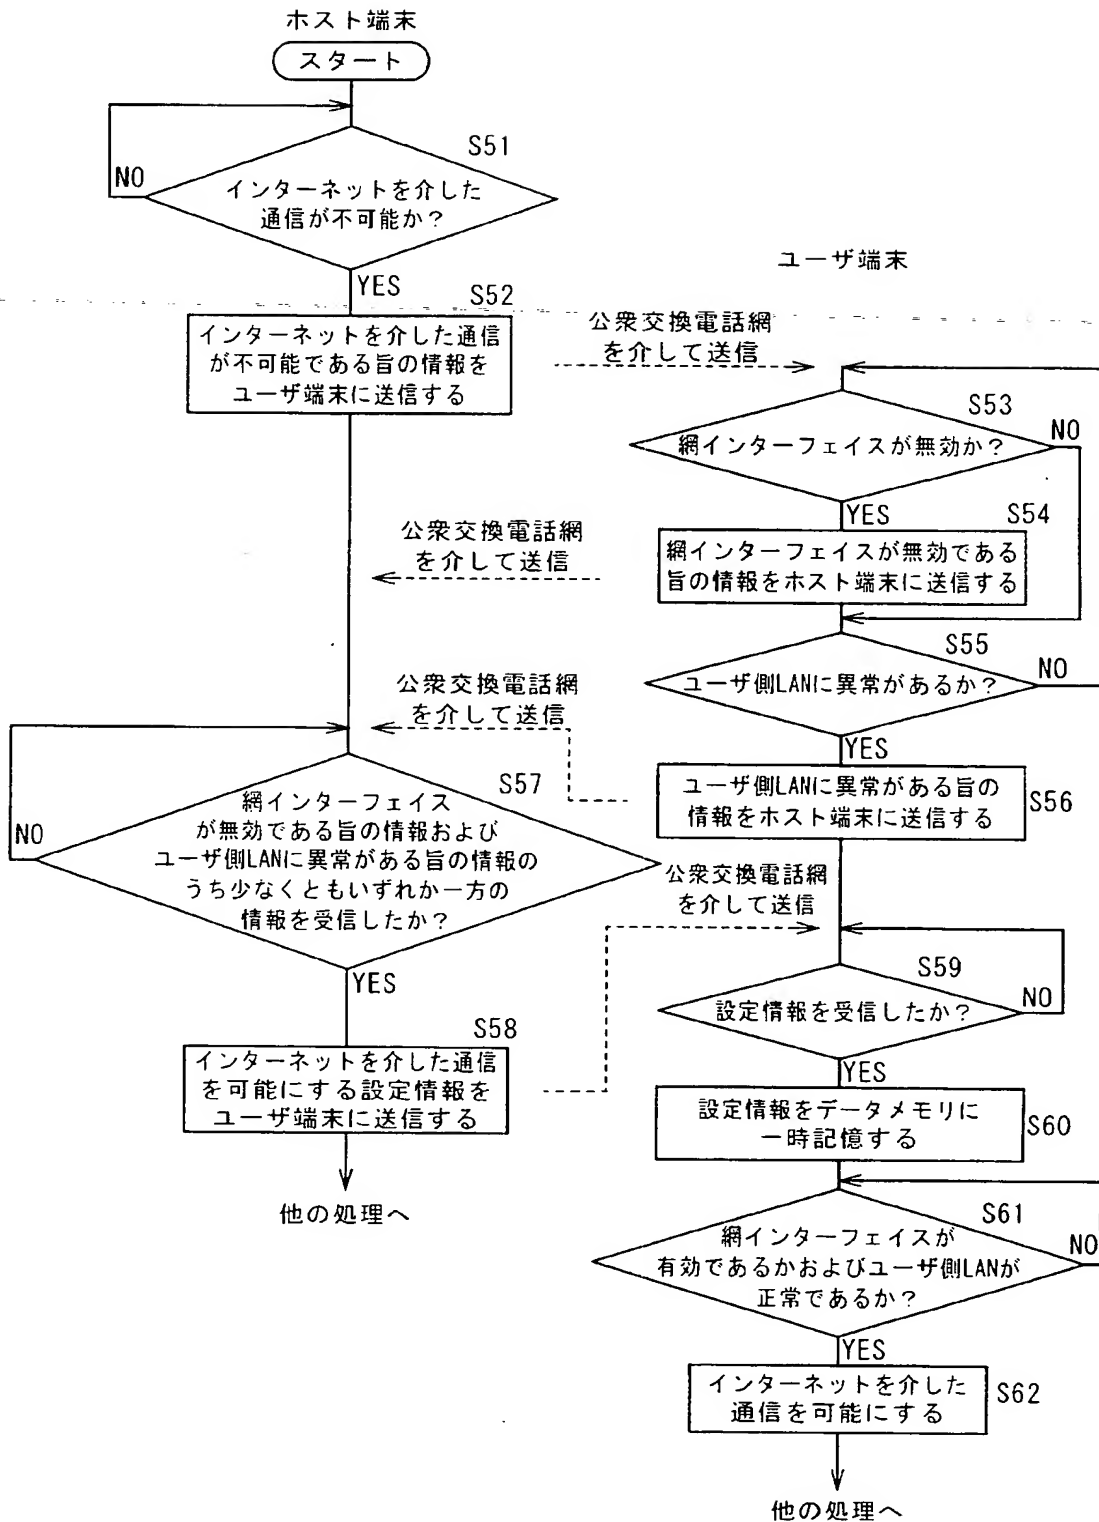 ホスト端末
スタート
S51
NO
インターネットを介した
通信が不可能か？
YES
S52
インターネットを介した通信
が不可能である旨の情報を
ユーザ端末に送信する
ユーザ端末
公衆交換電話網
を介して送信
S53
網インターフェイスが無効か？
NO
YES
S54
網インターフェイスが無効である
旨の情報をホスト端末に送信する
公衆交換電話網
を介して送信
S55
ユーザ側LANに異常があるか？
NO
YES
公衆交換電話網
を介して送信
ユーザ側LANに異常がある旨の
情報をホスト端末に送信する
S56
S57
網インターフェイス
が無効である旨の情報および
ユーザ側LANに異常がある旨の情報の
うち少なくともいずれか一方の
情報を受信したか？
NO
YES
公衆交換電話網
を介して送信
S58
インターネットを介した通信
を可能にする設定情報を
ユーザ端末に送信する
他の処理へ
S59
設定情報を受信したか？
NO
YES
設定情報をデータメモリに
一時記憶する
S60
S61
網インターフェイスが
有効であるかおよびユーザ側LANが
正常であるか？
NO
YES
インターネットを介した
通信を可能にする
S62
他の処理へ